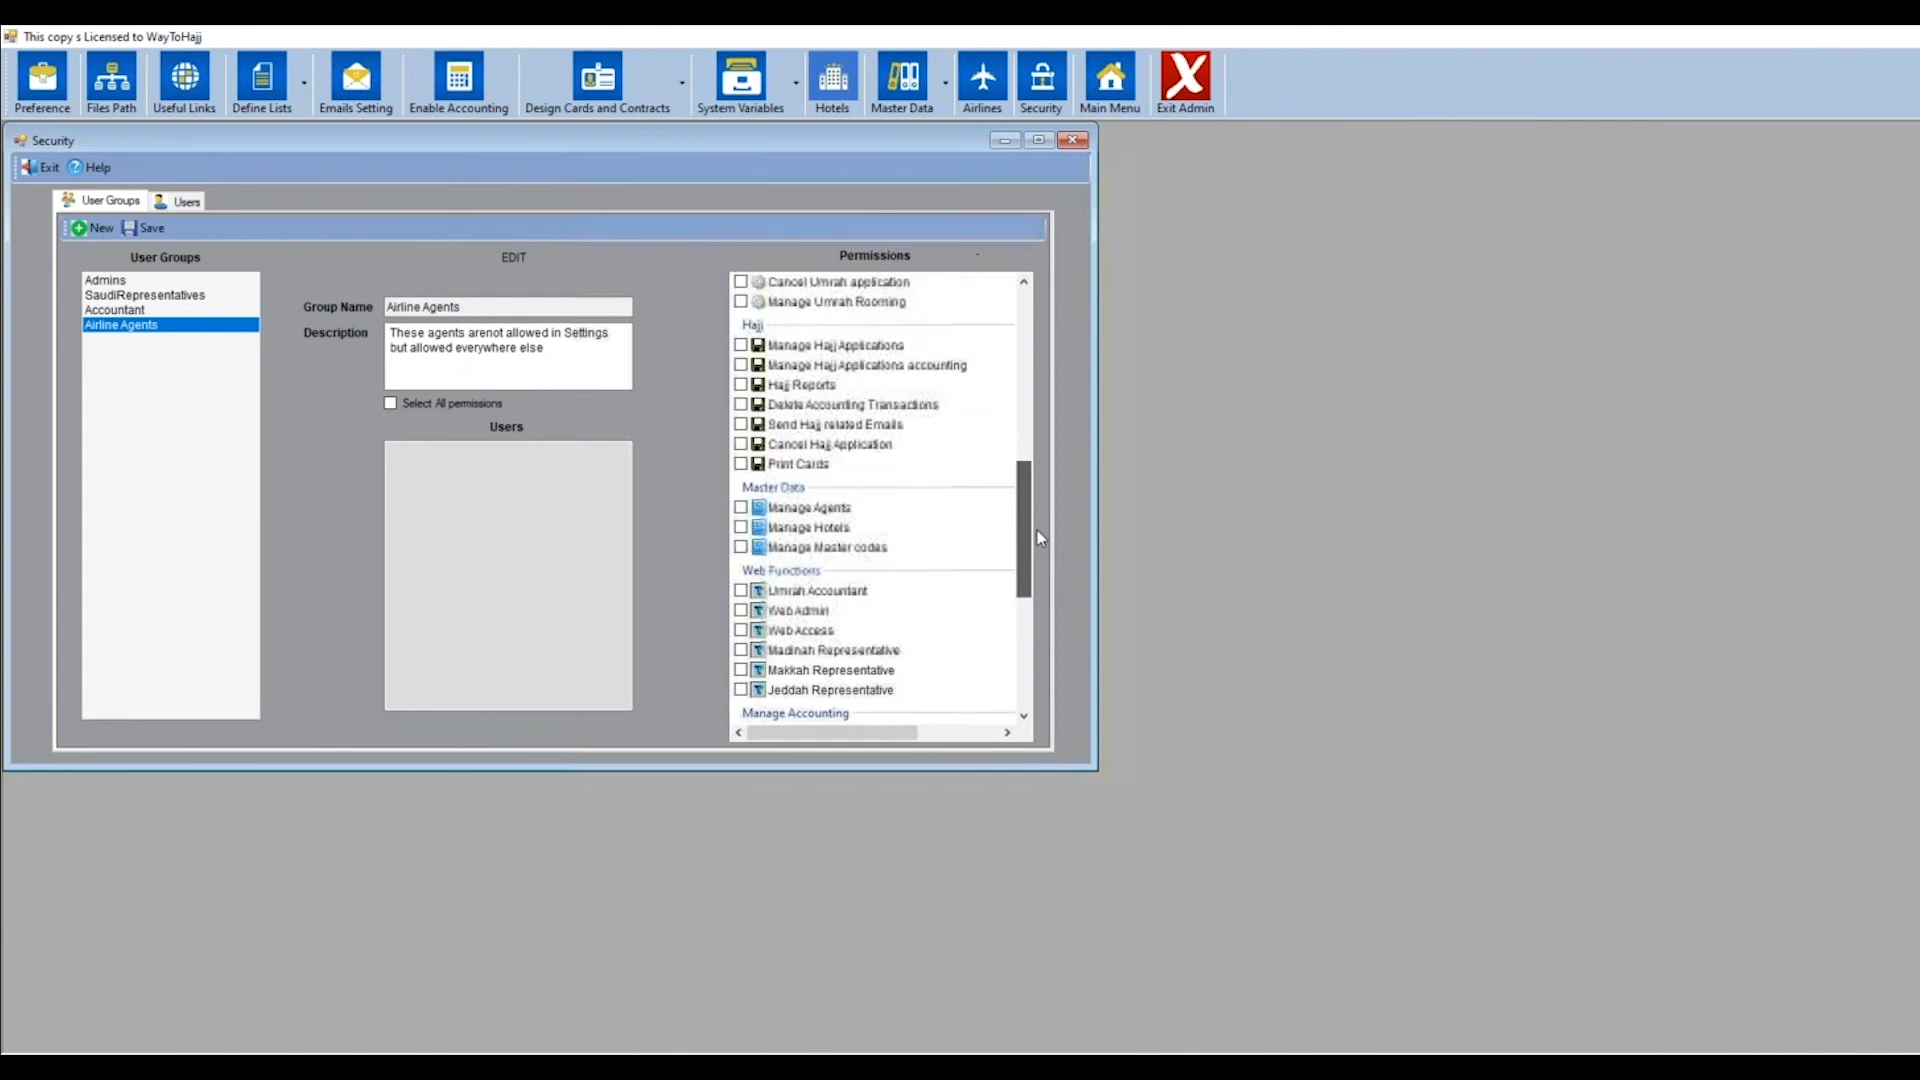 This copy s Licensed to WayToHajj
Preference
Files Path
Useful Links
Define Lists
Emails Setting
Enable Accounting
Design Cards and Contracts
System Variables
Hotels
Master Data
Airlines
Security
Main Menu
Exit Admin
Security
Exit
Help
User Groups
Users
New
Save
User Groups
Admins
SaudiRepresentatives
Accountant
Airline Agents
EDIT
Group Name
Airline Agents
Description
These agents arenot allowed in Settings
but allowed everywhere else
Select All permissions
Users
Permissions
Cancel Umrah application
Manage Umrah Rooming
Hajj
Manage Hajj Applications
Manage Hajj Applications accounting
Hajj Reports
Delete Accounting Transactions
Send Hajj related Emails
Cancel Hajj Application
Print Cards
Master Data
Manage Agents
Manage Hotels
Manage Master codes
Web Functions
Umrah Accountant
Web Admin
Web Access
Madinah Representative
Makkah Representative
Jeddah Representative
Manage Accounting